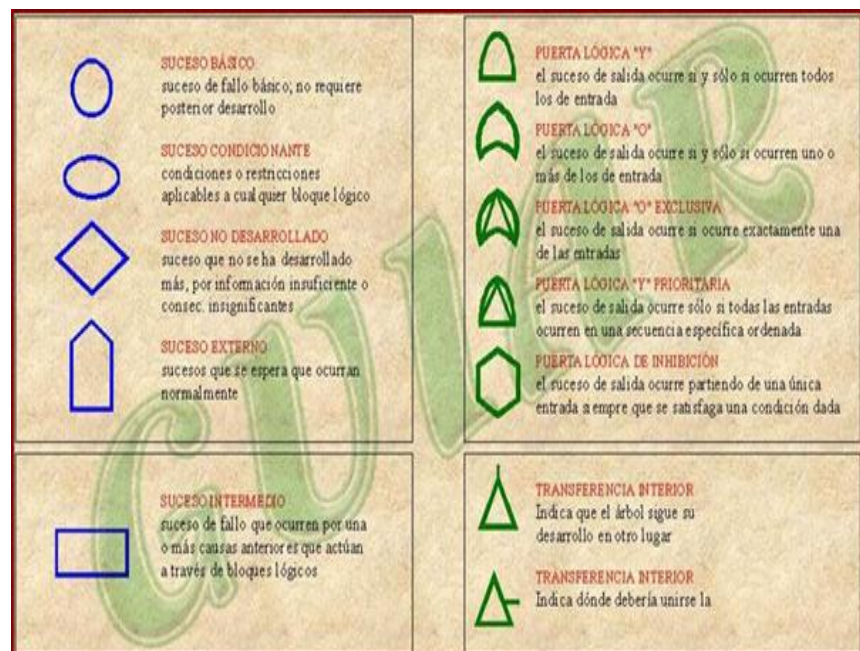 SUCESO BÁSICO
suceso de fallo básico; no requiere
posterior desarrollo
SUCESO CONDICIONANTE
condiciones o restricciones
aplicables a cualquier bloque lógico
SUCESO NO DESARROLLADO
suceso que no se ha desarrollado
más, por información insuficiente o
consec. insignificantes
SUCESO EXTERNO
sucesos que se espera que ocurran
normalmente
SUCESO INTERMEDIO
suceso de fallo que ocurren por una
o más causas anteriores que actúan
a través de bloques lógicos
PUERTA LÓGICA "Y"
el suceso de salida ocurre si y sólo si ocurren todos
los de entrada
PUERTA LÓGICA "O"
el suceso de salida ocurre si y sólo si ocurren uno o
más de los de entrada
PUERTA LÓGICA "O" EXCLUSIVA
el suceso de salida ocurre si ocurre exactamente una
de las entradas
PUERTA LÓGICA "Y" PRIORITARIA
el suceso de salida ocurre sólo si todas las entradas
ocurren en una secuencia específica ordenada
PUERTA LÓGICA DE INHIBICIÓN
el suceso de salida ocurre partiendo de una única
entrada siempre que se satisfaga una condición dada
TRANSFERENCIA INTERIOR
Indica que el árbol sigue su
desarrollo en otro lugar
TRANSFERENCIA INTERIOR
Indica dónde debería unirse la
GUIAR